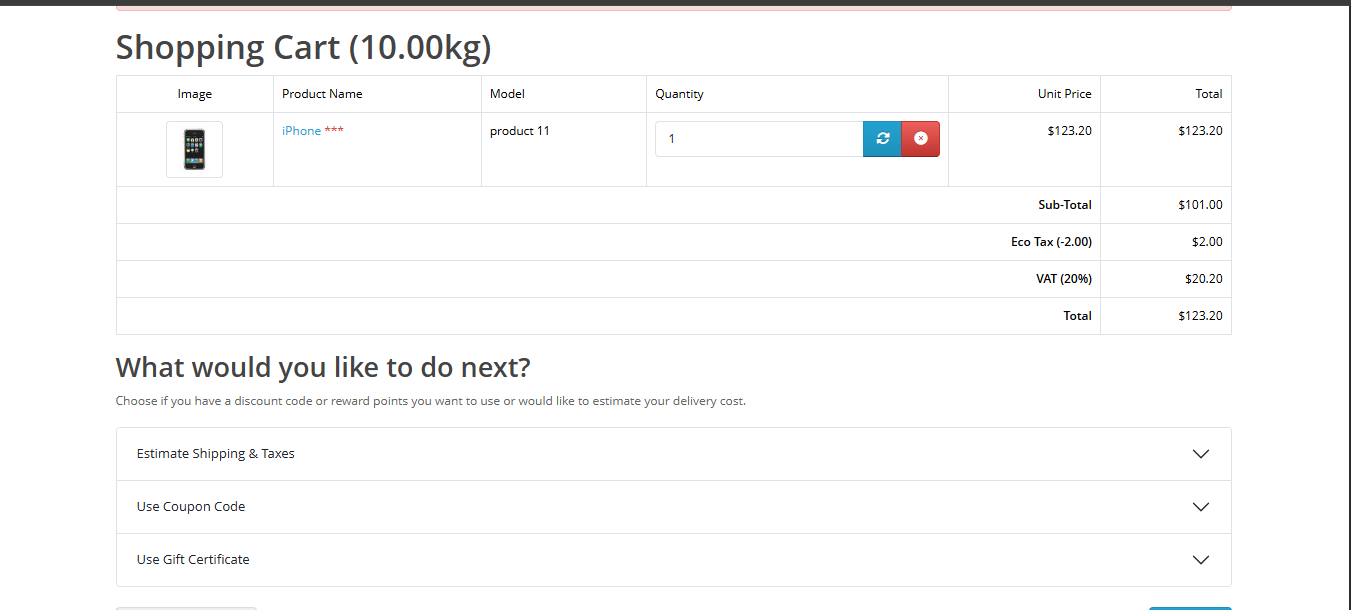 Shopping Cart (10.00kg)
Image Product Name Model Quantity Unit Price Total
iPhone *** product 11 1 $123.20 $123.20
Sub-Total $101.00
Eco Tax (-2.00) $2.00
VAT (20%) $20.20
Total $123.20
What would you like to do next?
Choose if you have a discount code or reward points you want to use or would like to estimate your delivery cost.
Estimate Shipping & Taxes
Use Coupon Code
Use Gift Certificate